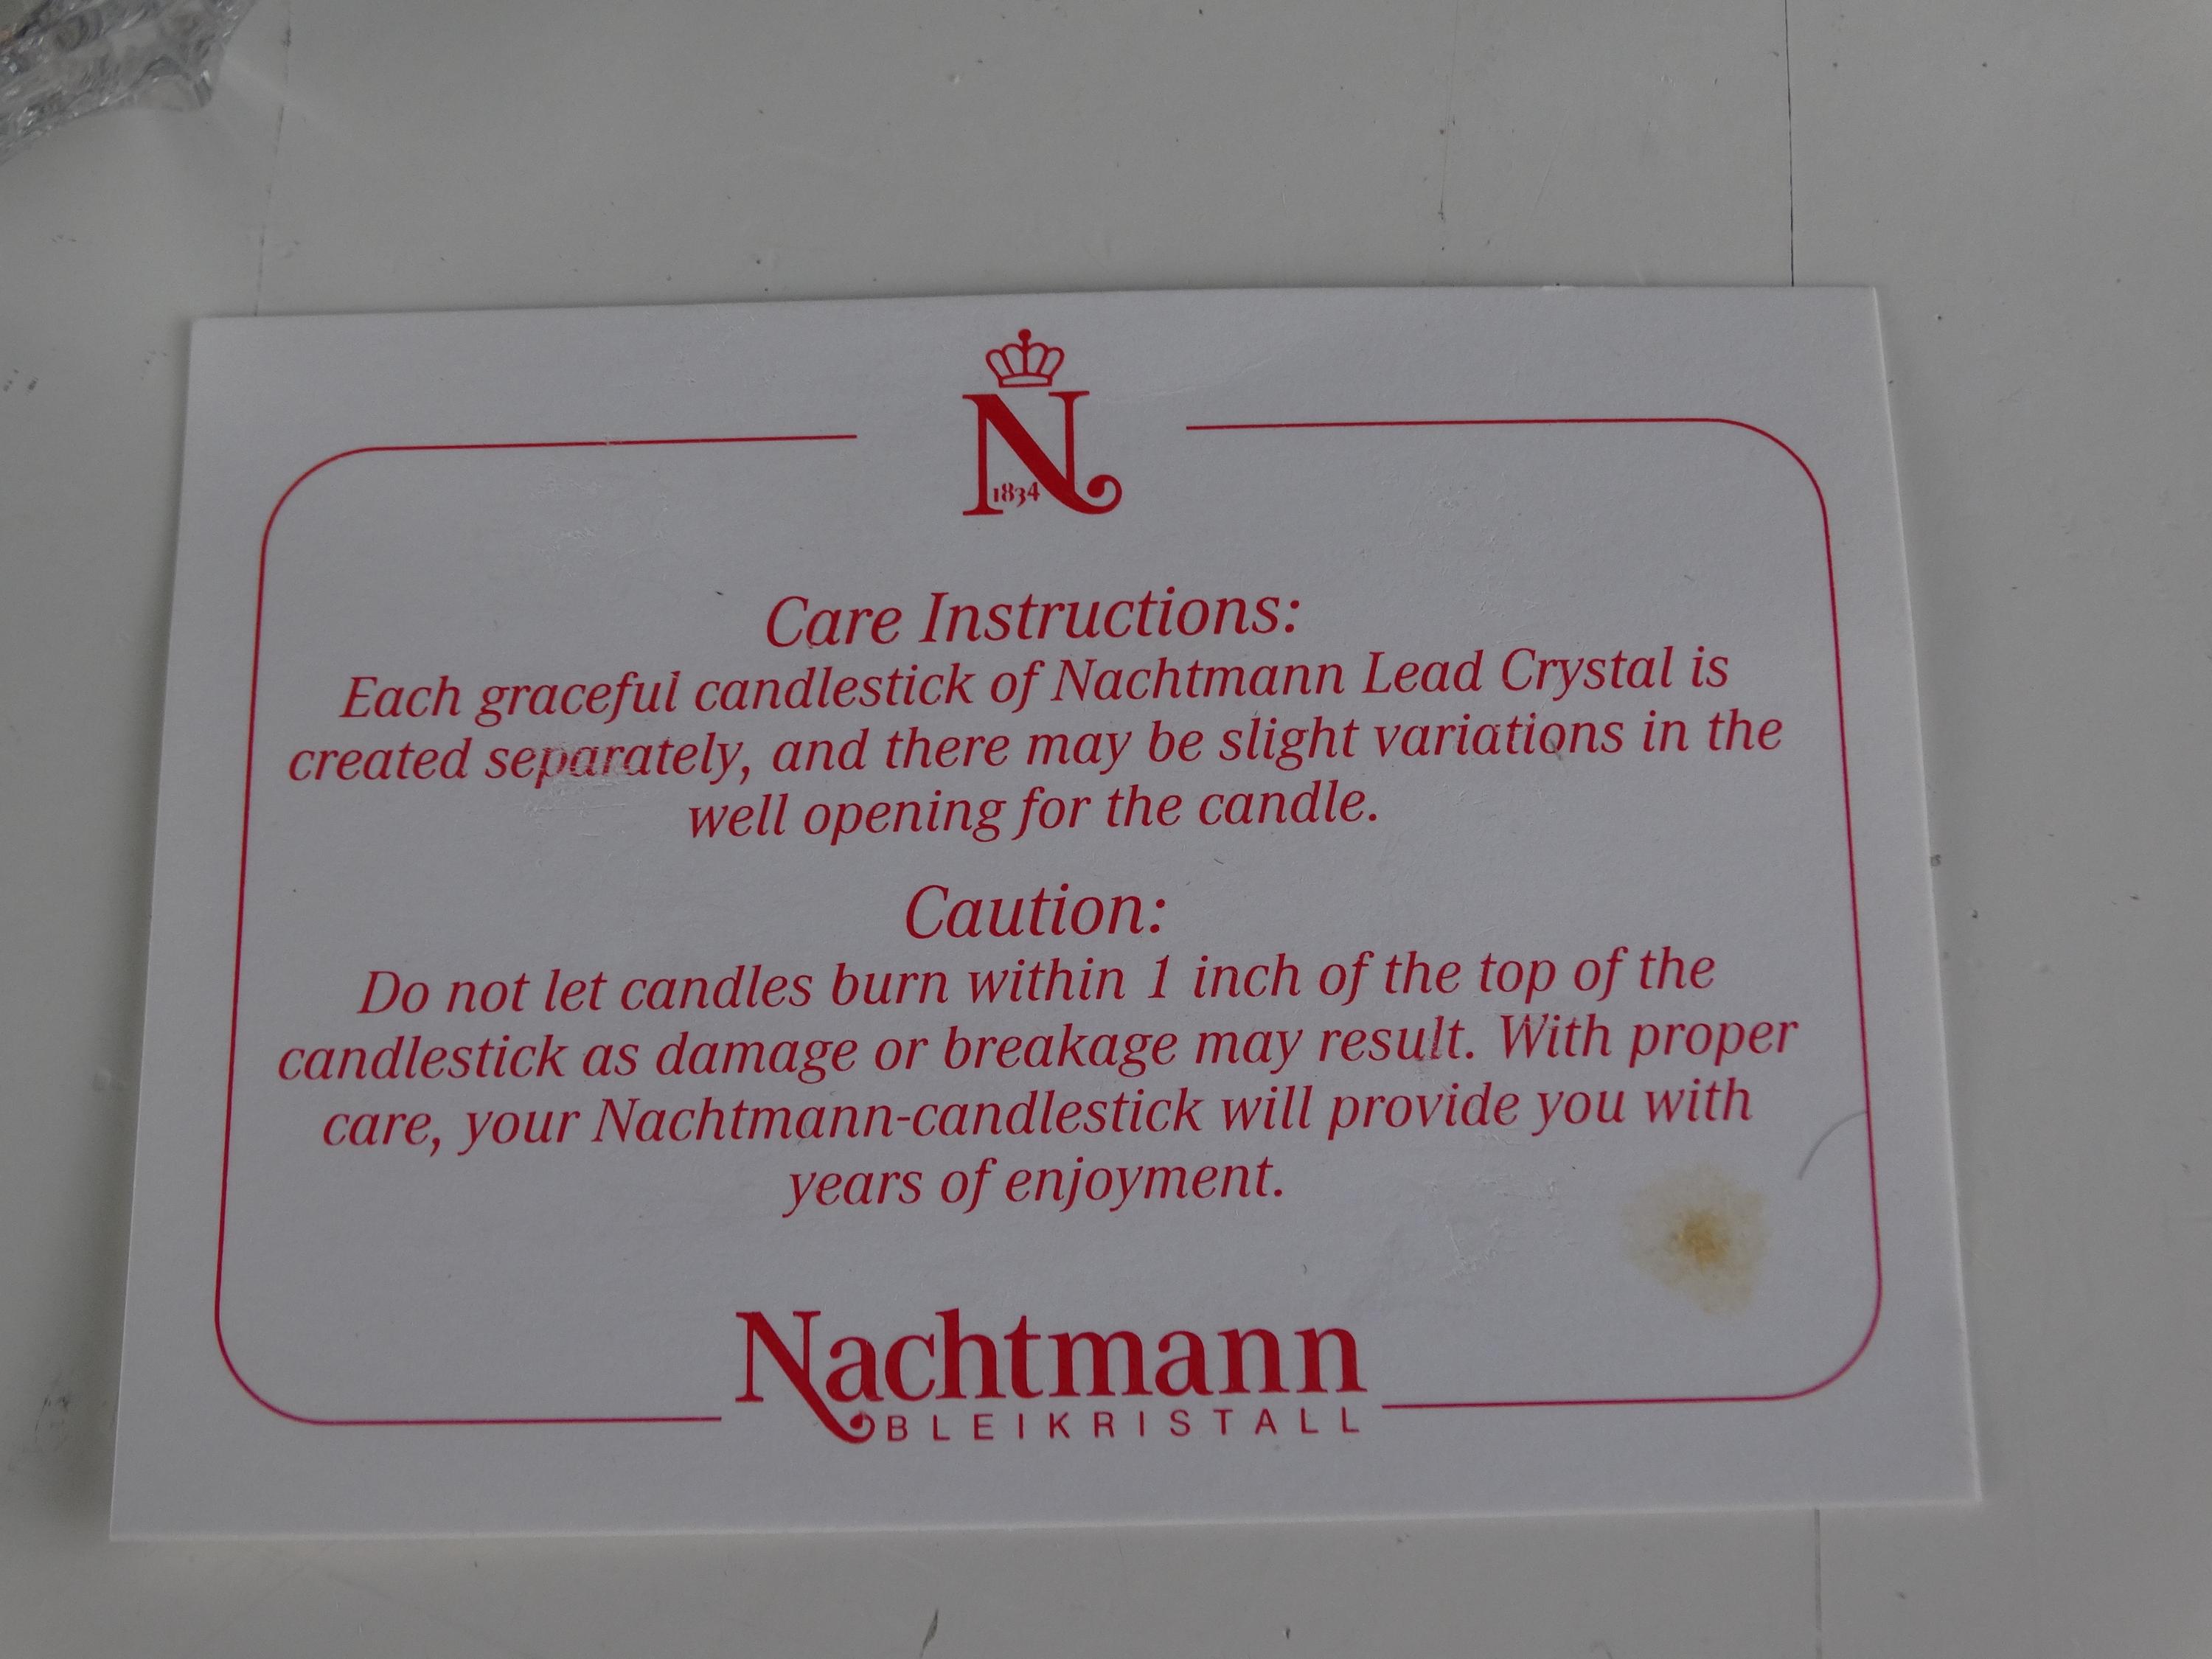 N
1834
Care Instructions:
Each graceful candlestick of Nachtmann Lead Crystal is
created separately, and there may be slight variations in the
well opening for the candle.
Caution:
Do not let candles burn within 1 inch of the top of the
candlestick as damage or breakage may result. With proper
care, your Nachtmann-candlestick will provide you with
years of enjoyment.
Nachtmann
BLEIKRISTALL